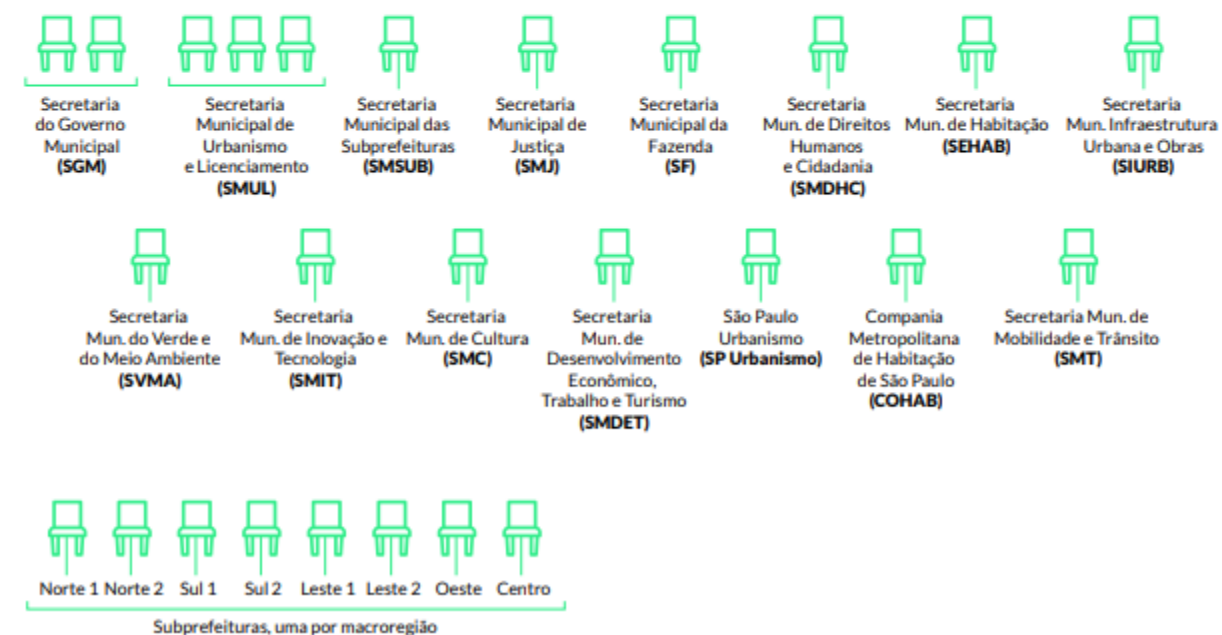 Secretaria
do Governo
Municipal
(SGM)
Secretaria
Municipal de
Urbanismo
e Licenciamento
(SMUL)
Secretaria
Municipal das
Subprefeituras
(SMSUB)
Secretaria
Municipal de
Justiça
(SMJ)
Secretaria
Municipal da
Fazenda
(SF)
Secretaria
Mun. de Direitos
Humanos
e Cidadania
(SMDHC)
Secretaria
Mun. de Habitação
(SEHAB)
Secretaria
Mun. Infraestrutura
Urbana e Obras
(SIURB)
Secretaria
Mun. do Verde e
do Meio Ambiente
(SVMA)
Secretaria
Mun. de Inovação e
Tecnologia
(SMIT)
Secretaria
Mun. de Cultura
(SMC)
Secretaria
Mun. de
Desenvolvimento
Econômico,
Trabalho e Turismo
(SMDET)
São Paulo
Urbanismo
(SP Urbanismo)
Compania
Metropolitana
de Habitação
de São Paulo
(COHAB)
Secretaria Mun. de
Mobilidade e Trânsito
(SMT)
Norte 1 Norte 2 Sul 1 Sul 2 Leste 1 Leste 2 Oeste Centro
Subprefeituras, uma por macroregião